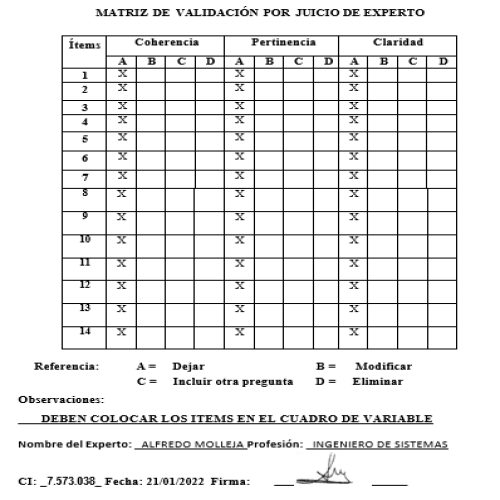 MATRIZ DE VALIDACIÓN POR JUICIO DE EXPERTO
Ítems Coherencia Pertinencia Claridad
A B C D A B C D A B C D
1 X X X
2 X X X
3 X X X
4 X X X
5 X X X
6 X X X
7 X X X
8 X X X
9 X X X
10 X X X
11 X X X
12 X X X
13 X X X
14 X X X
Referencia: A = Dejar B = Modificar
C = Incluir otra pregunta D = Eliminar
Observaciones:
DEBEN COLOCAR LOS ITEMS EN EL CUADRO DE VARIABLE
Nombre del Experto: ALFREDO MOLLEJA Profesión: INGENIERO DE SISTEMAS
CI: _7.573.038_ Fecha: 21/01/2022 Firma: